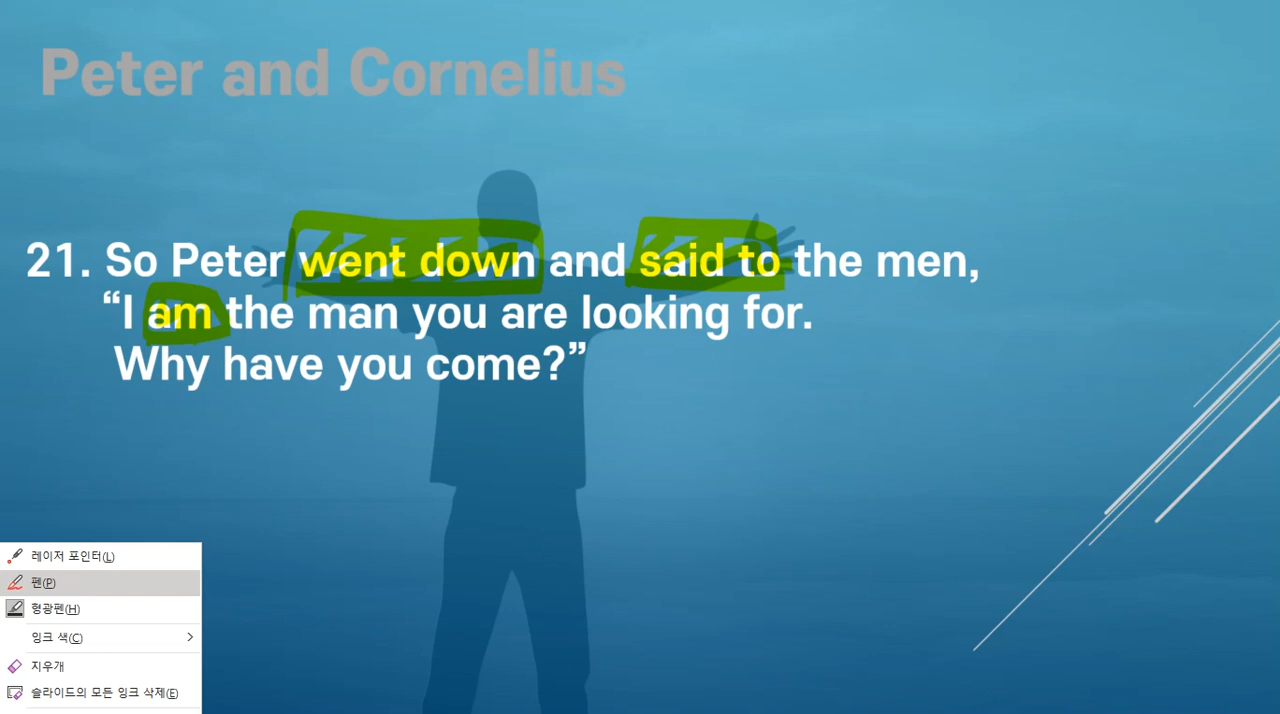 Peter and Cornelius
21. So Peter went down and said to the men,
“I am the man you are looking for.
Why have you come?”
레이저 포인터(L)
펜(P)
형광펜(H)
잉크 색(C)
지우개
슬라이드의 모든 잉크 삭제(E)